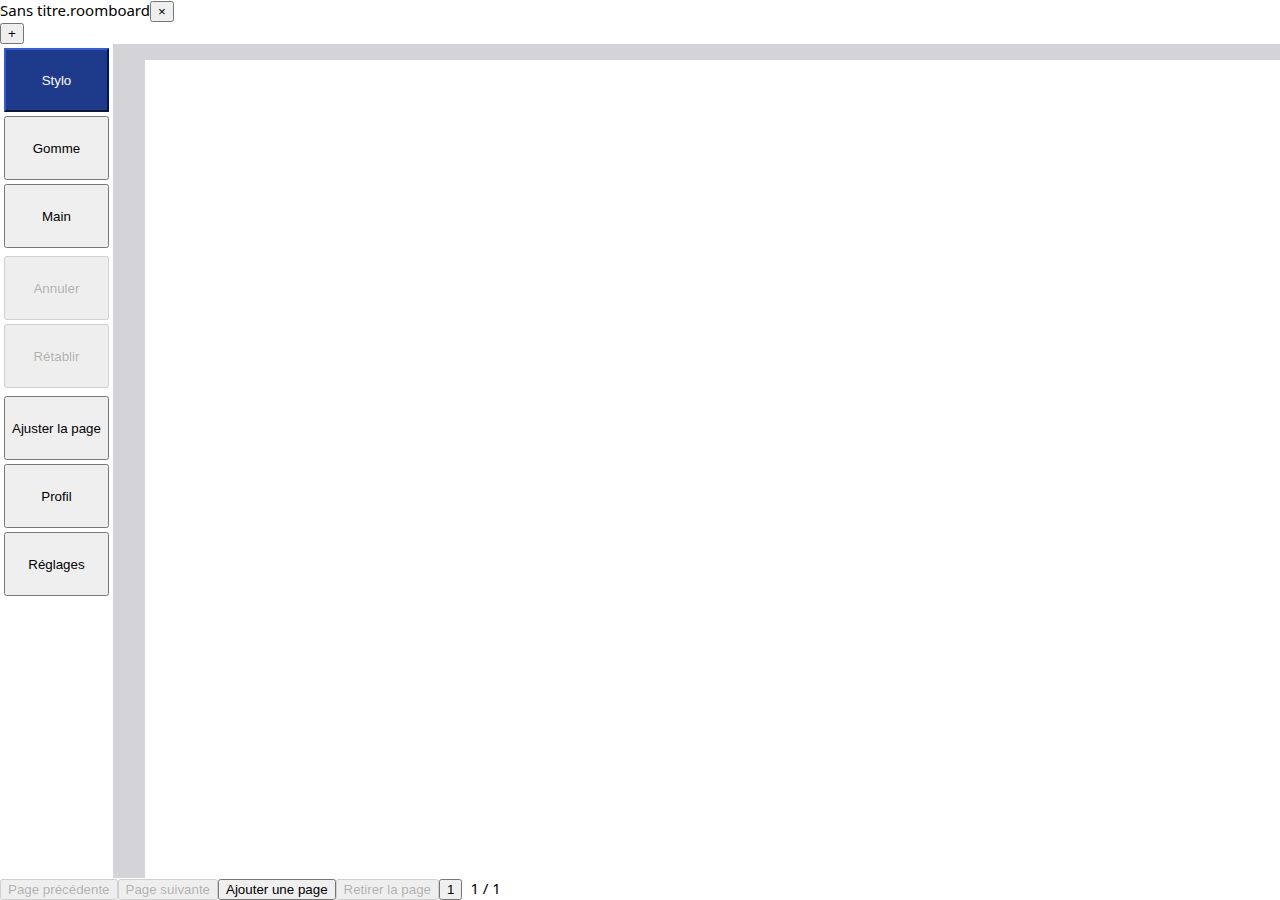 Sans titre.roomboard ×
+
Stylo
Gomme
Main
Annuler
Rétablir
Ajuster la page
Profil
Réglages
Page précédente Page suivante Ajouter une page Retirer la page 1 1 / 1